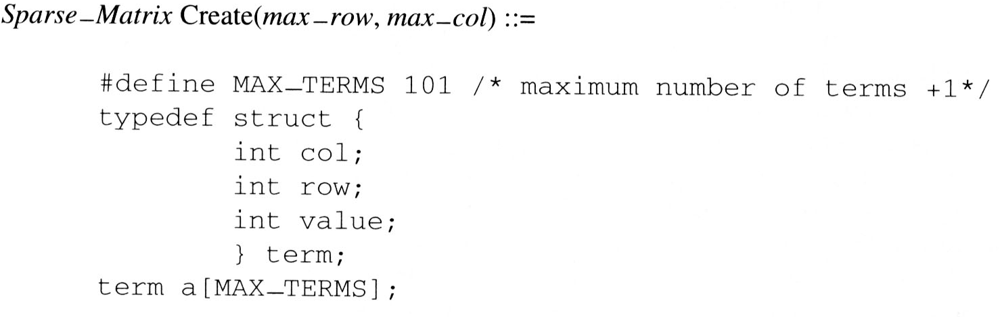 Sparse_Matrix Create(max_row, max_col) ::=
#define MAX_TERMS 101 /* maximum number of terms +1*/
typedef struct {
int col;
int row;
int value;
} term;
term a[MAX_TERMS];